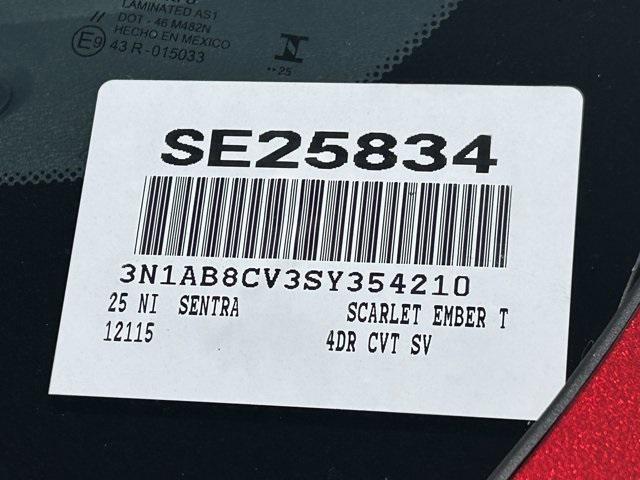 LAMINATED AS1
DOT - 46 M482N
HECHO EN MEXICO
E9 43 R-015033
N
••25
SE25834
3N1AB8CV3SY354210
25 NI SENTRA SCARLET EMBER T
12115 4DR CVT SV